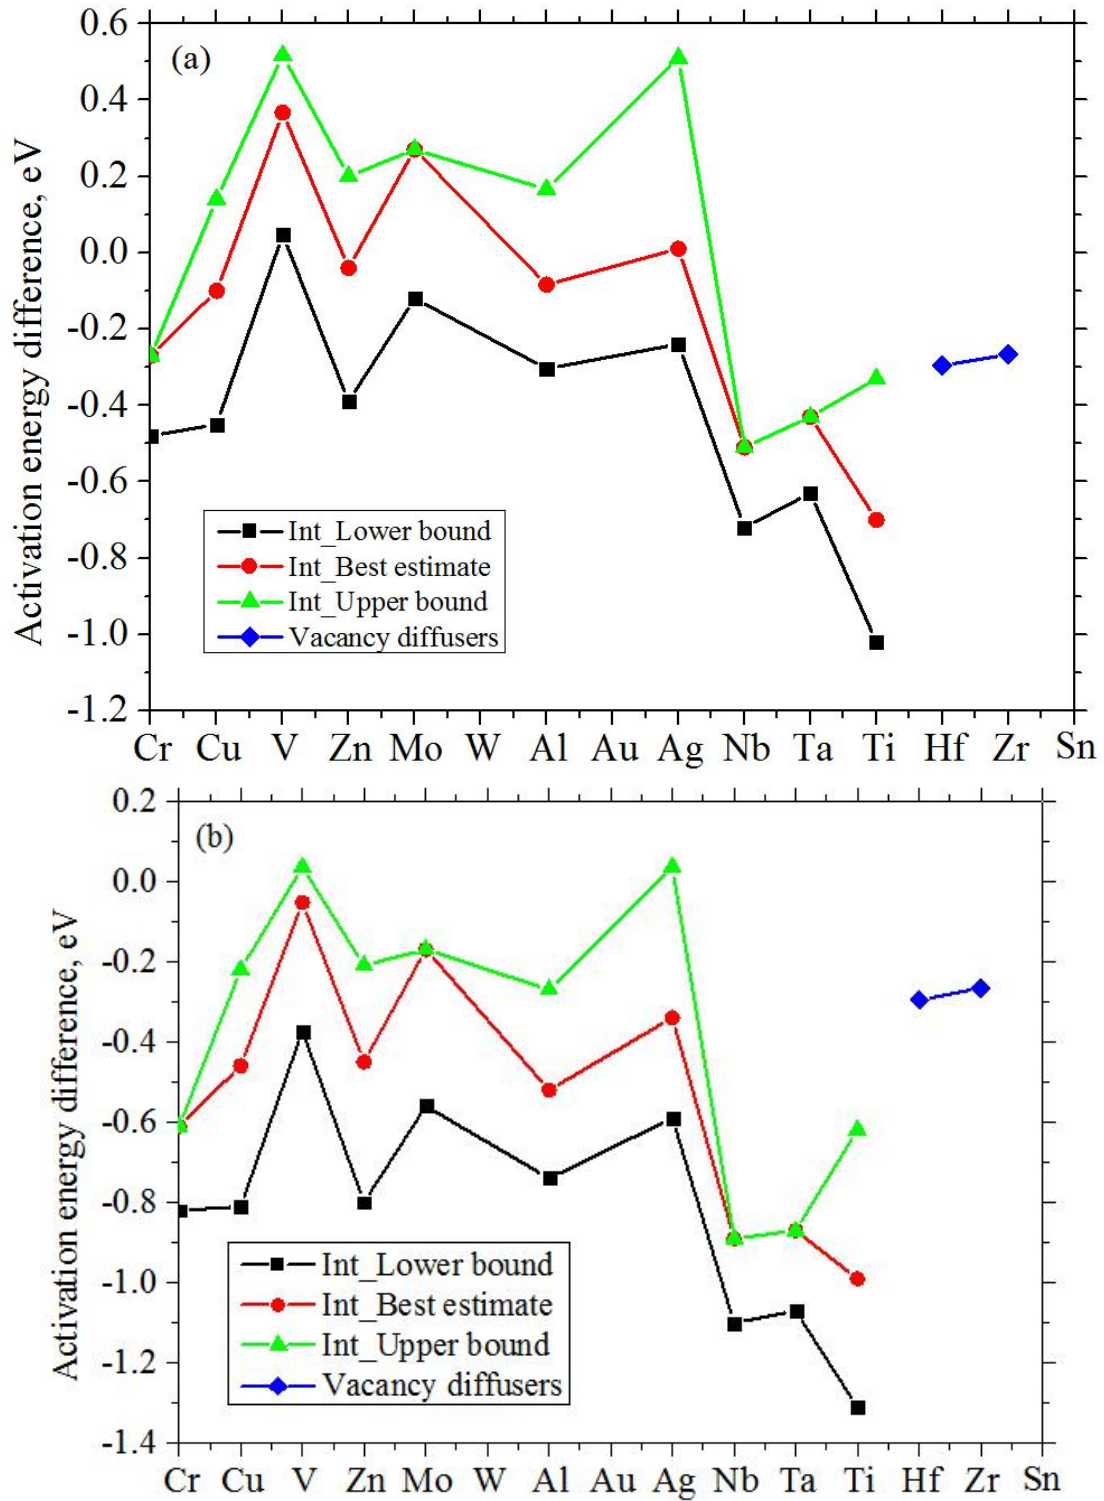 (a)
Activation energy difference, eV
0.6
0.4
0.2
0.0
-0.2
-0.4
-0.6
-0.8
-1.0
-1.2
Int_Lower bound
Int_Best estimate
Int_Upper bound
Vacancy diffusers
Cr Cu V Zn Mo W Al Au Ag Nb Ta Ti Hf Zr Sn
(b)
Activation energy difference, eV
0.2
0.0
-0.2
-0.4
-0.6
-0.8
-1.0
-1.2
-1.4
Int_Lower bound
Int_Best estimate
Int_Upper bound
Vacancy diffusers
Cr Cu V Zn Mo W Al Au Ag Nb Ta Ti Hf Zr Sn